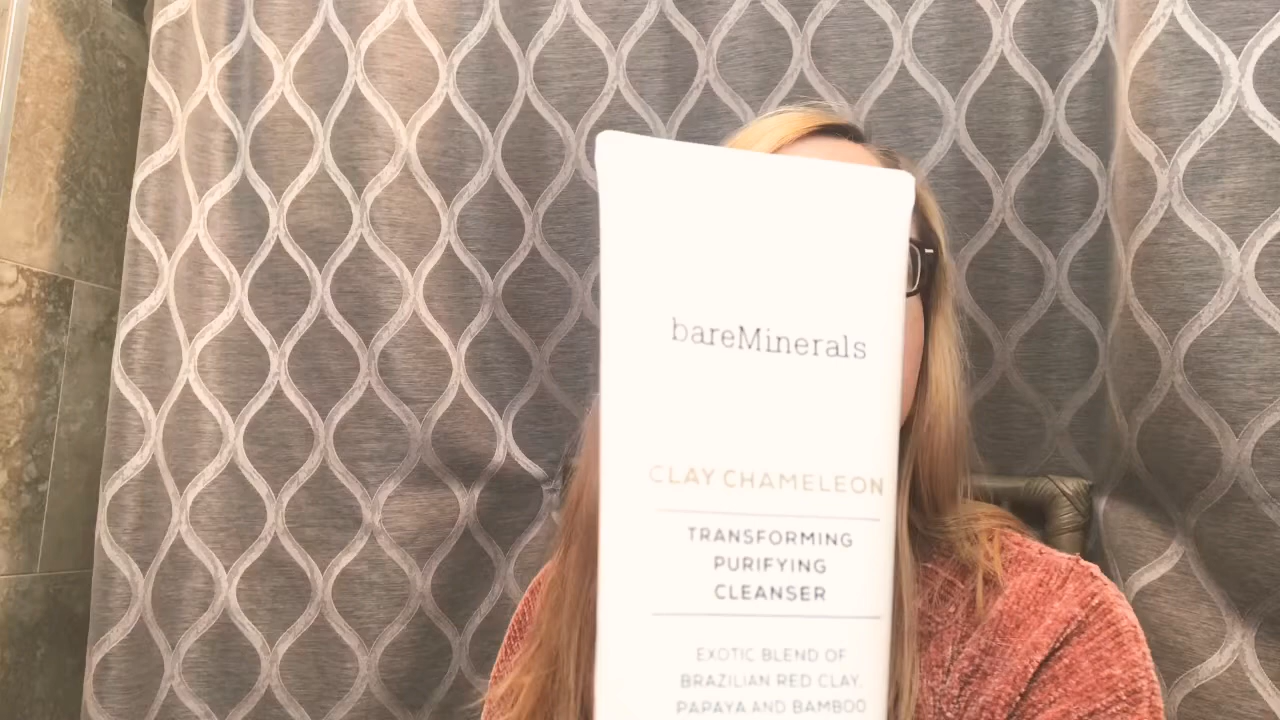 bareMinerals
CLAY CHAMELEON
TRANSFORMING
PURIFYING
CLEANSER
EXOTIC BLEND OF
BRAZILIAN RED CLAY,
PAPAYA AND BAMBOO